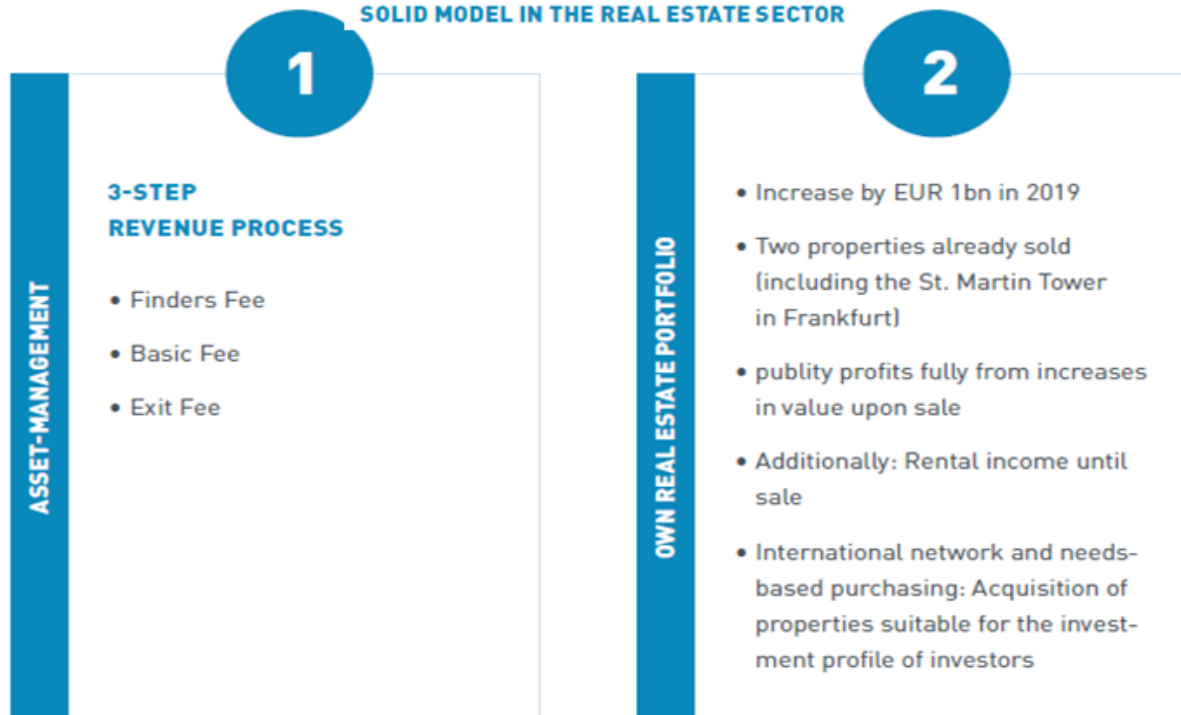 SOLID MODEL IN THE REAL ESTATE SECTOR
1
ASSET-MANAGEMENT
3-STEP
REVENUE PROCESS
• Finders Fee
• Basic Fee
• Exit Fee
2
OWN REAL ESTATE PORTFOLIO
• Increase by EUR 1bn in 2019
• Two properties already sold
(including the St. Martin Tower
in Frankfurt)
• publity profits fully from increases
in value upon sale
• Additionally: Rental income until
sale
• International network and needs-
based purchasing: Acquisition of
properties suitable for the invest-
ment profile of investors